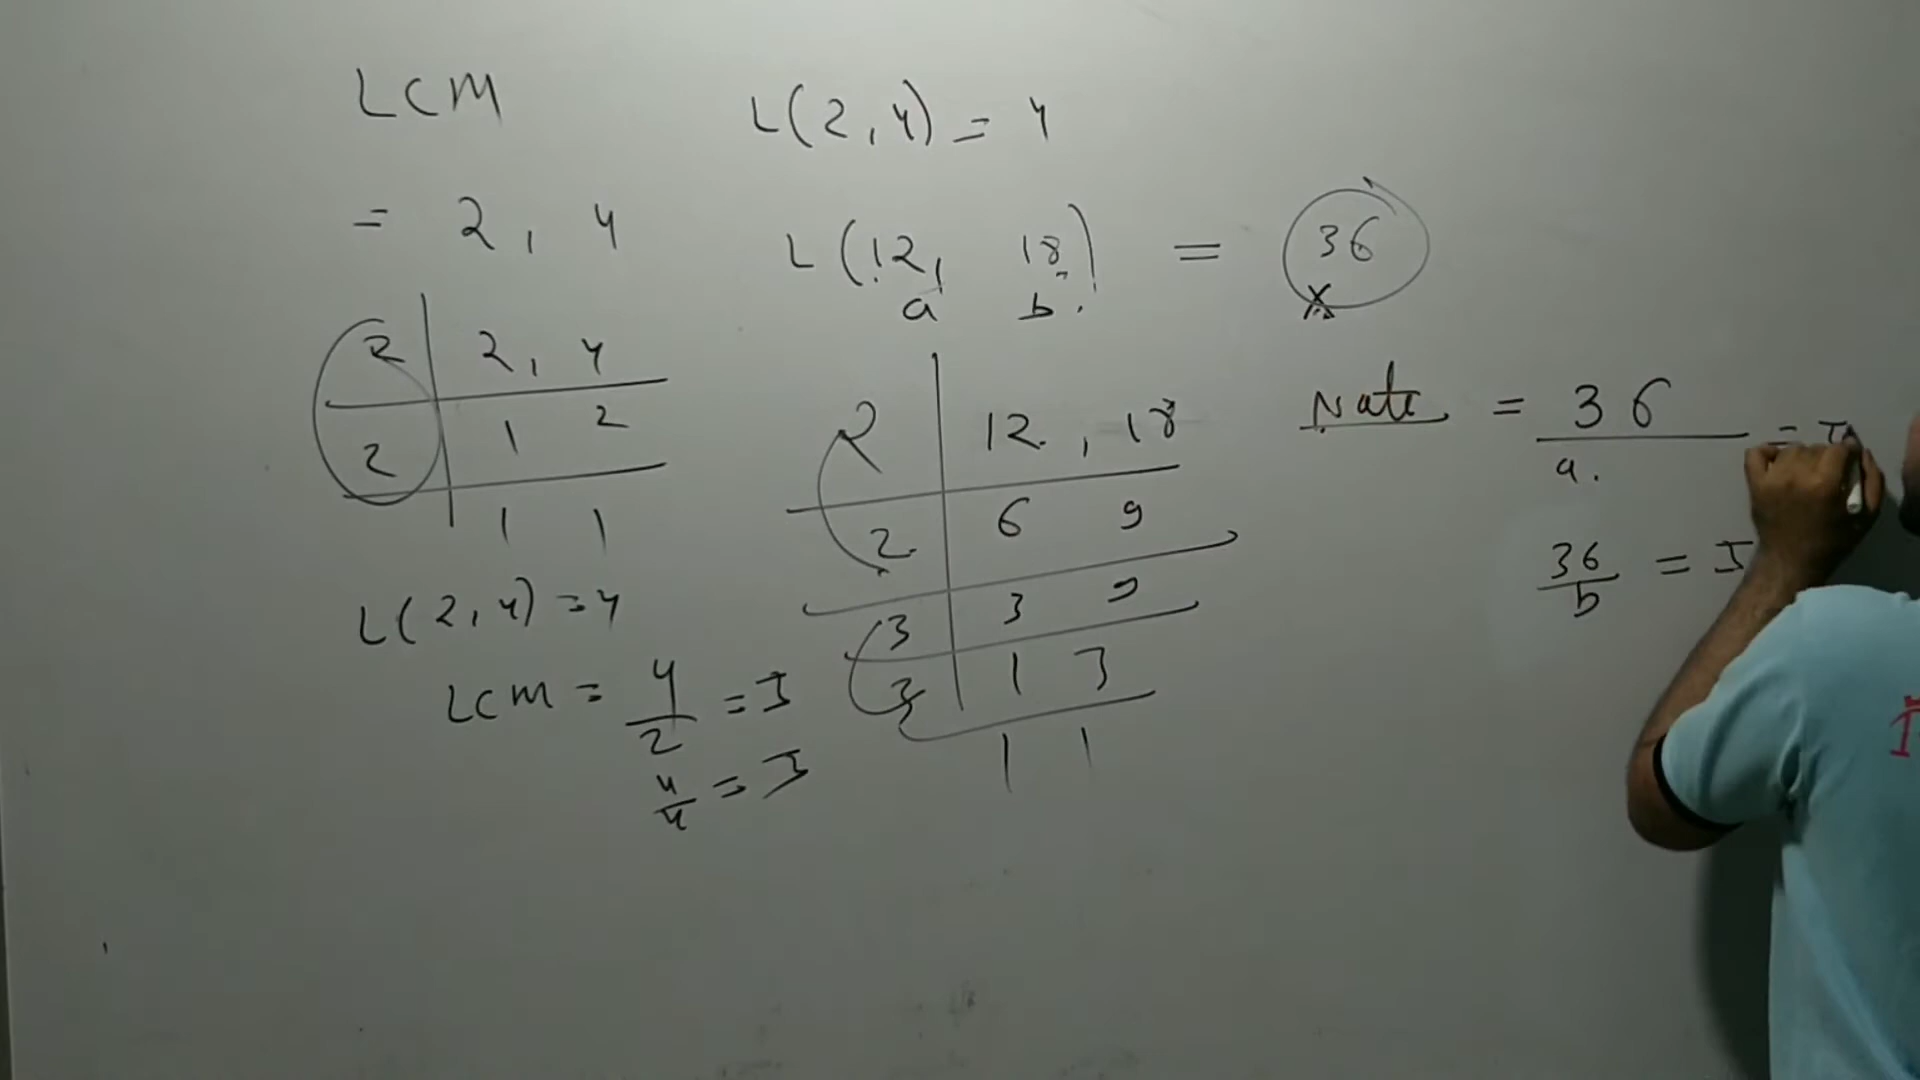 LCM
= 2, 4
2 | 2, 4
2 | 1 2
1 1
L(2, 4) = 4
LCM = 4/2 = I
4/4 = I
L(2, 4) = 4
L(12, 18) = 36
a b. x
2 | 12, 18
2 | 6 9
3 | 3 9
3 | 1 3
1 1
Note = 36/a. = I
36/b = I